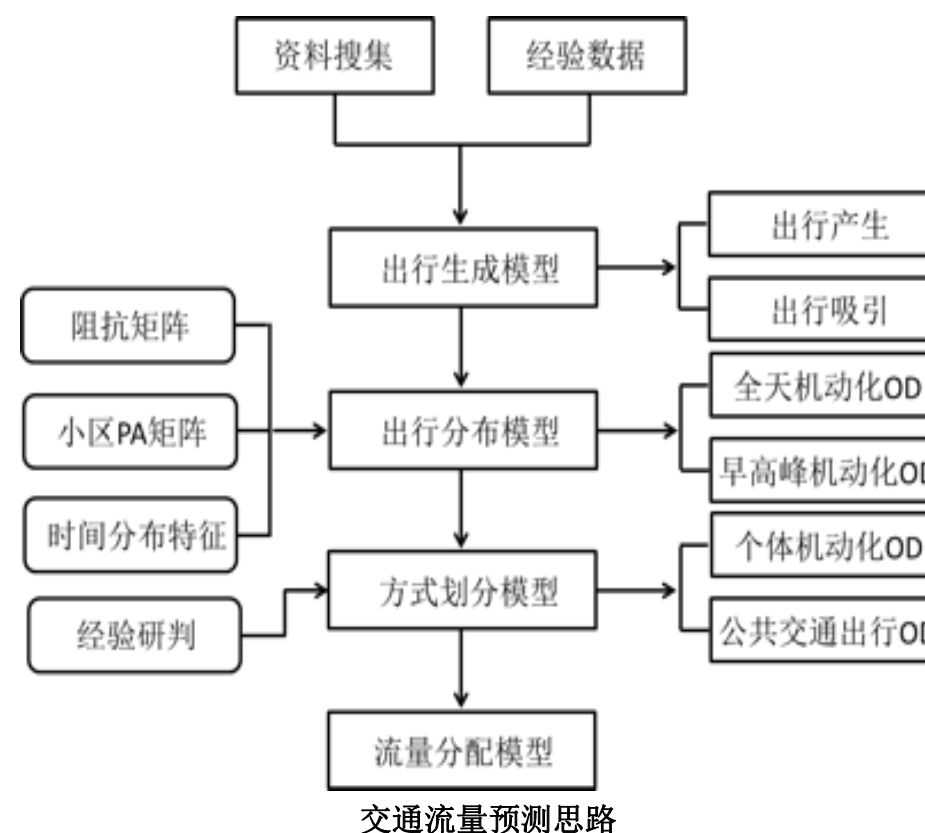 资料搜集
经验数据
出行生成模型
出行产生
出行吸引
阻抗矩阵
小区PA矩阵
时间分布特征
出行分布模型
全天机动化OD
早高峰机动化OD
经验研判
方式划分模型
个体机动化OD
公共交通出行OD
流量分配模型
交通流量预测思路